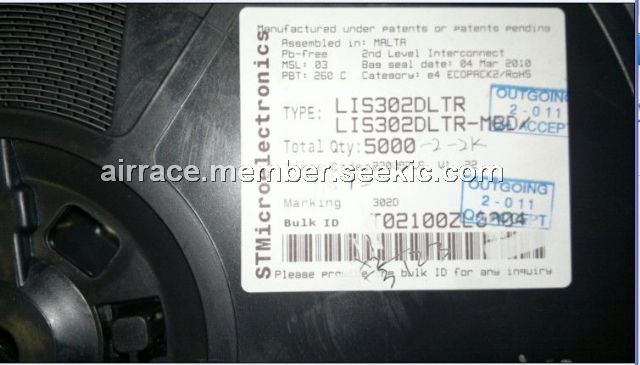 STMicroelectronics
Manufactured under patents or patents pending
Assembled in: MALTA
Pb-free 2nd Level Interconnect
MSL: 03 Bag seal date: 04 Mar 2010
PBT: 260 C Category: e4 ECOPACK2/RoHS
TYPE: LIS302DLTR
LIS302DLTR-MBD/
Total Qty: 5000 -2-2K
airrace.member.seekic.com
Marking 302D
Bulk ID
Please bulk ID for any inquiry
OUTGOING
2-011
QA ACCEPT
OUTGOING
2-011